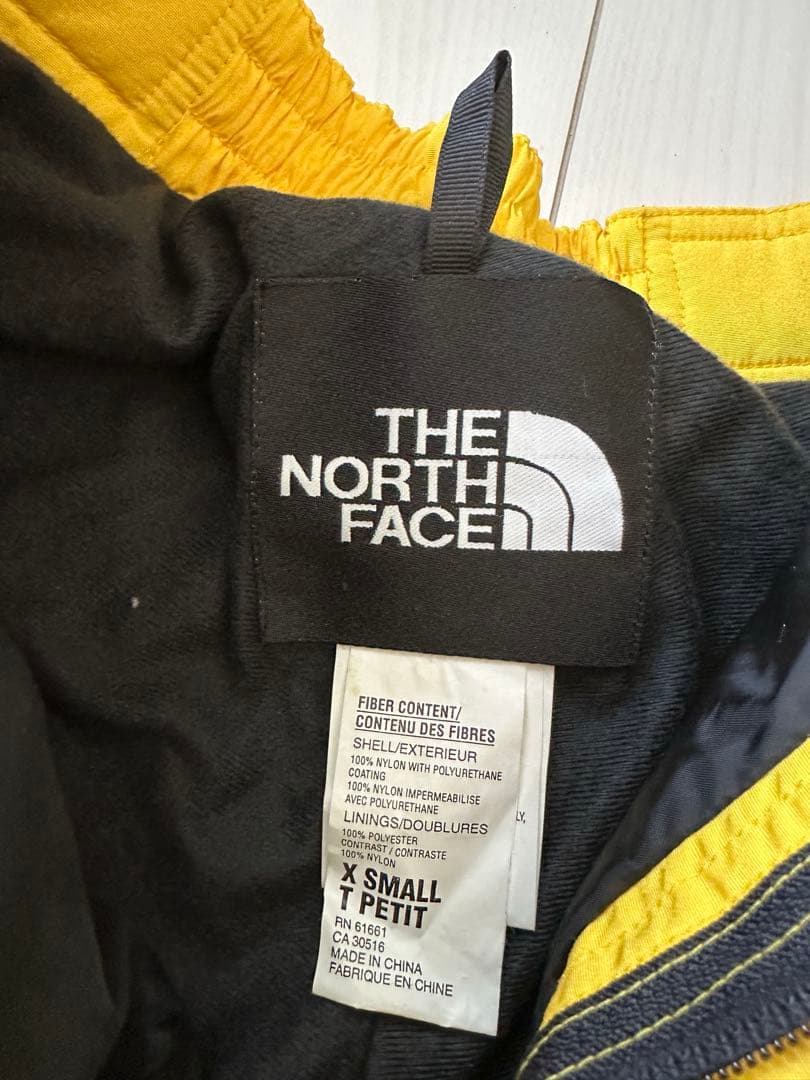 THE
NORTH
FACE
FIBER CONTENT/
CONTENU DES FIBRES
SHELL/EXTERIEUR
100% NYLON WITH POLYURETHANE
COATING
100% NYLON IMPERMEABILISE
AVEC POLYURETHANE
LININGS/DOUBLURES
100% POLYESTER
CONTRAST / CONTRASTE
100% NYLON
X SMALL
T PETIT
RN 61661
CA 30516
MADE IN CHINA
FABRIQUE EN CHINE
LY,